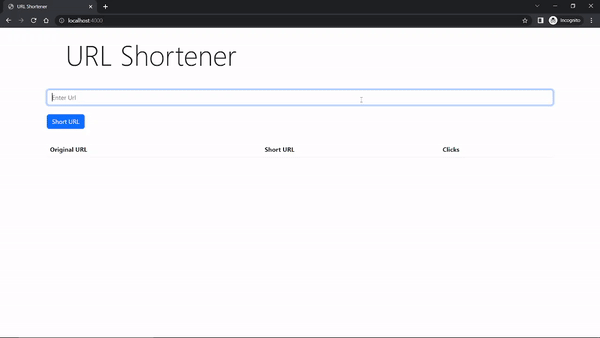 URL Shortener
localhost:4000
Incognito
URL Shortener
Enter Url
Short URL
Original URL Short URL Clicks